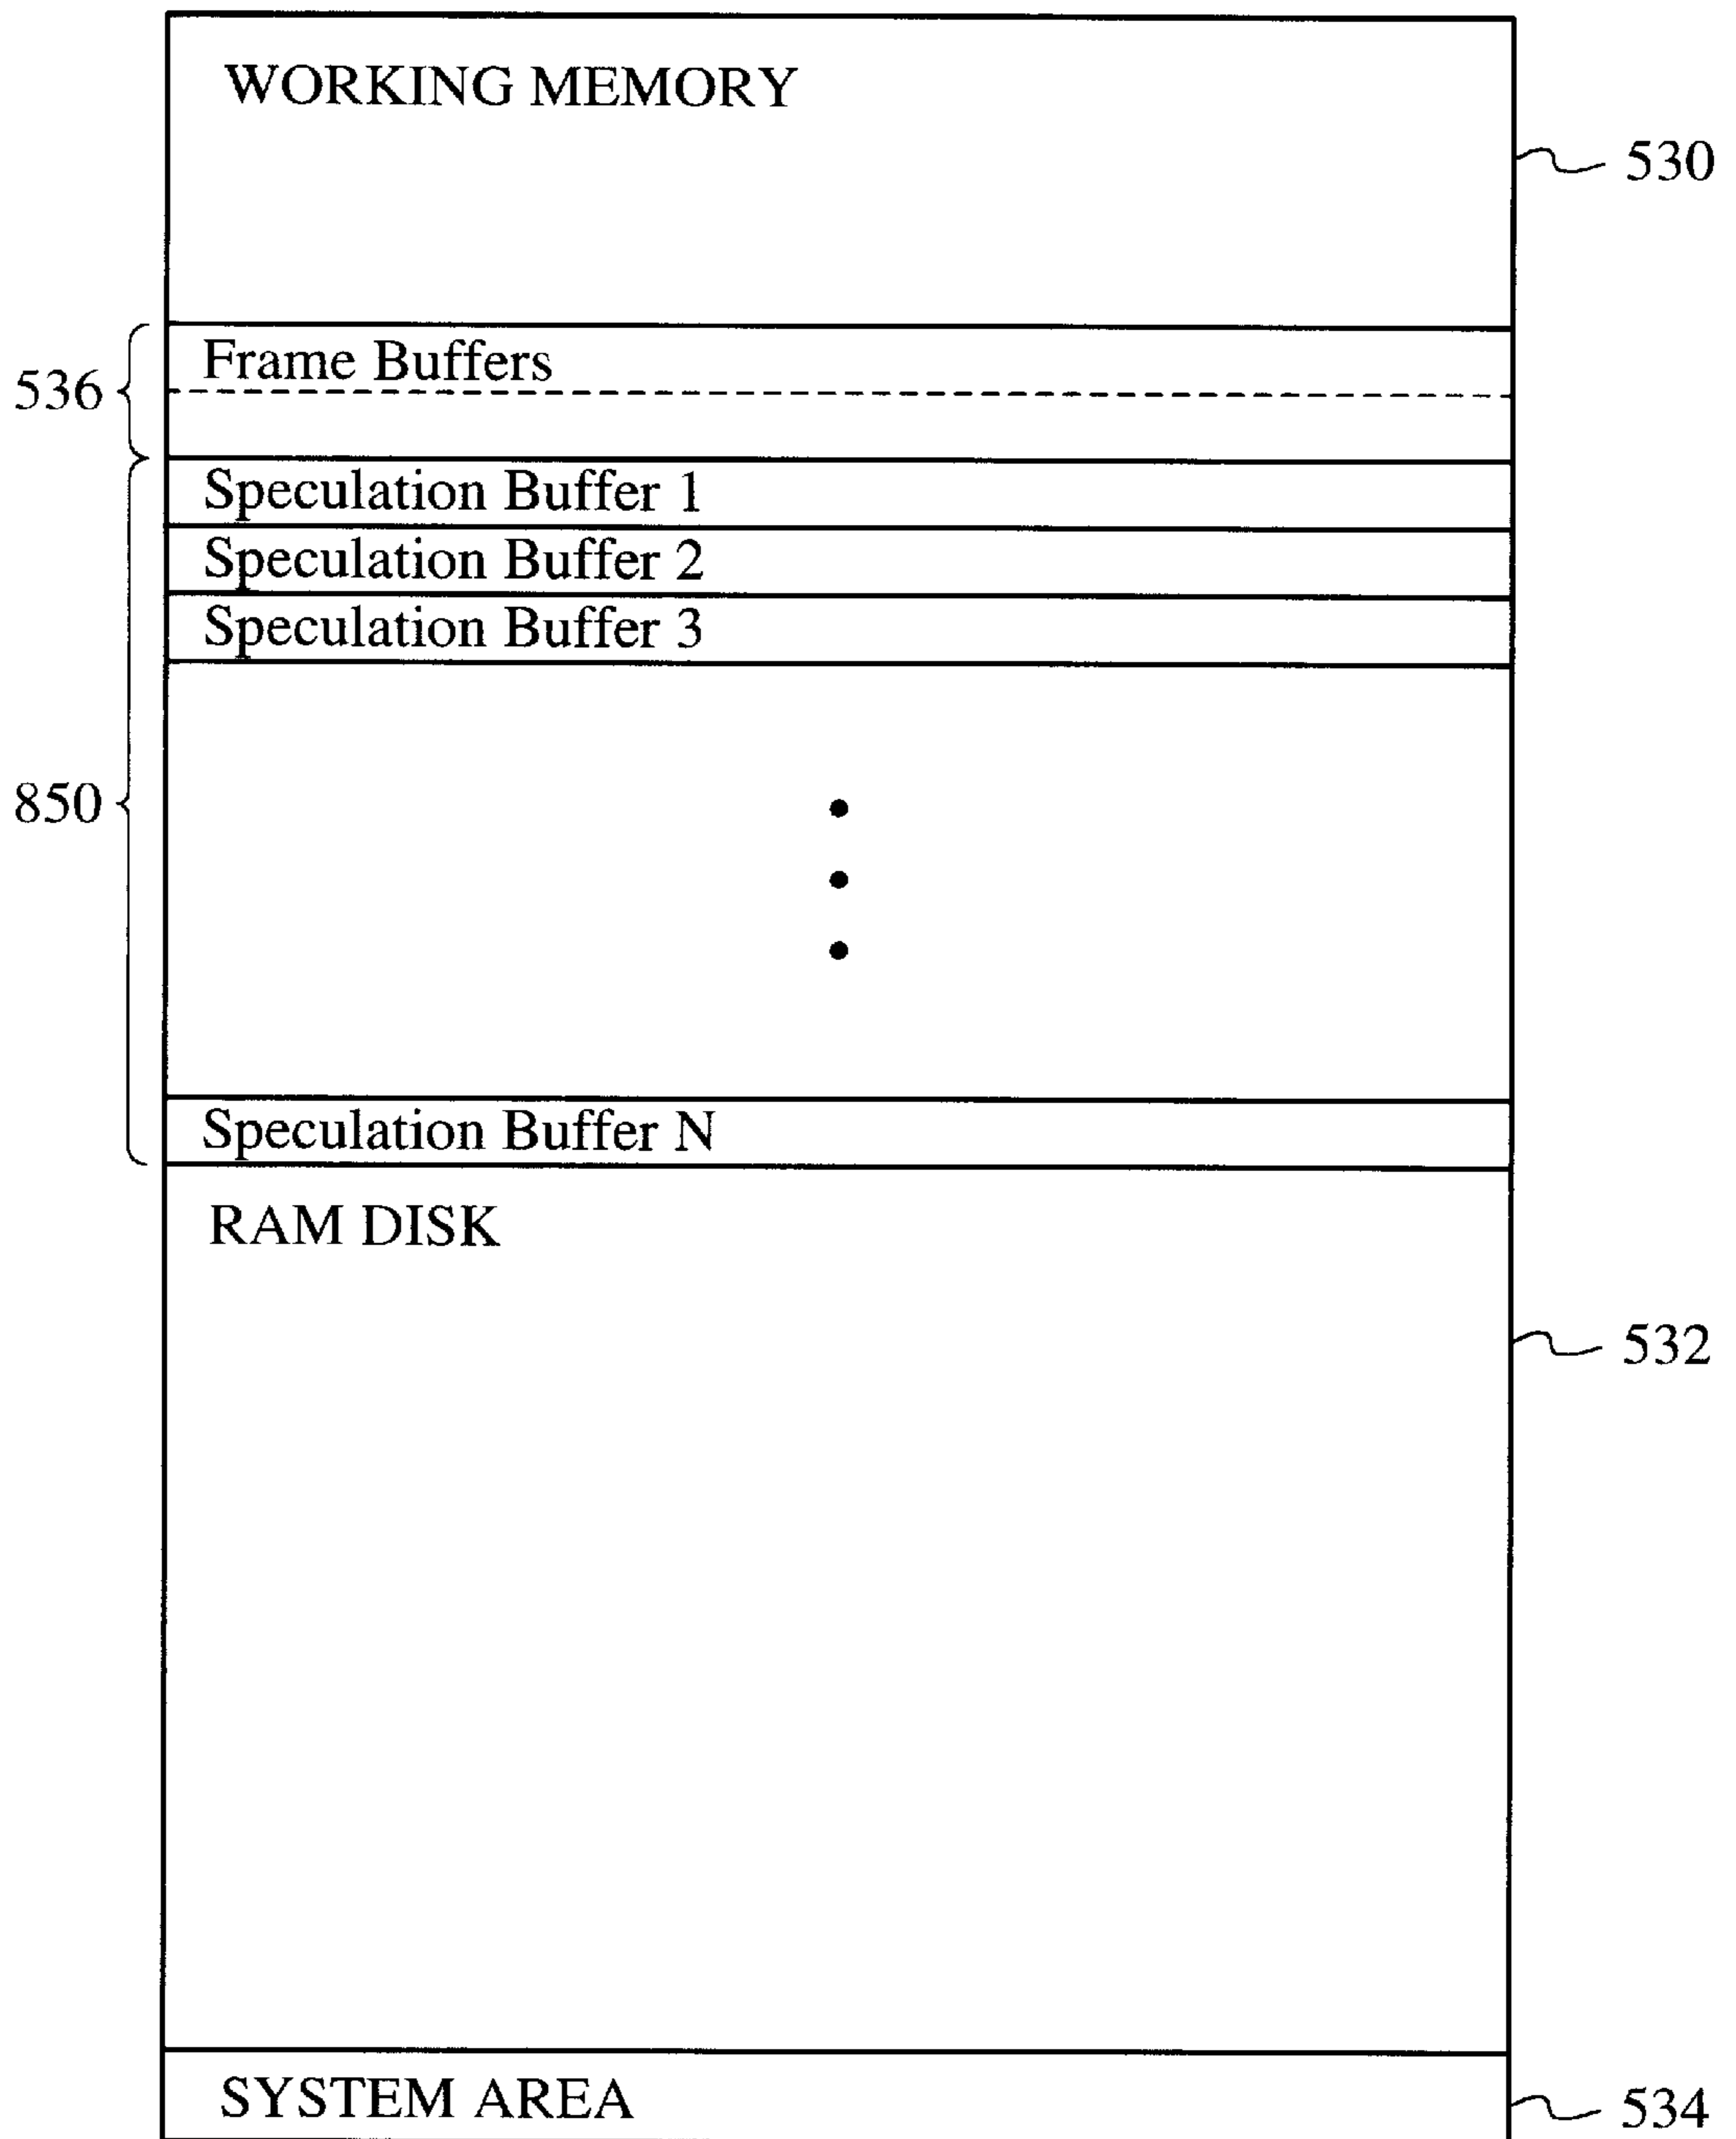 WORKING MEMORY
530
Frame Buffers
536
Speculation Buffer 1
Speculation Buffer 2
Speculation Buffer 3
850
Speculation Buffer N
RAM DISK
532
SYSTEM AREA
534